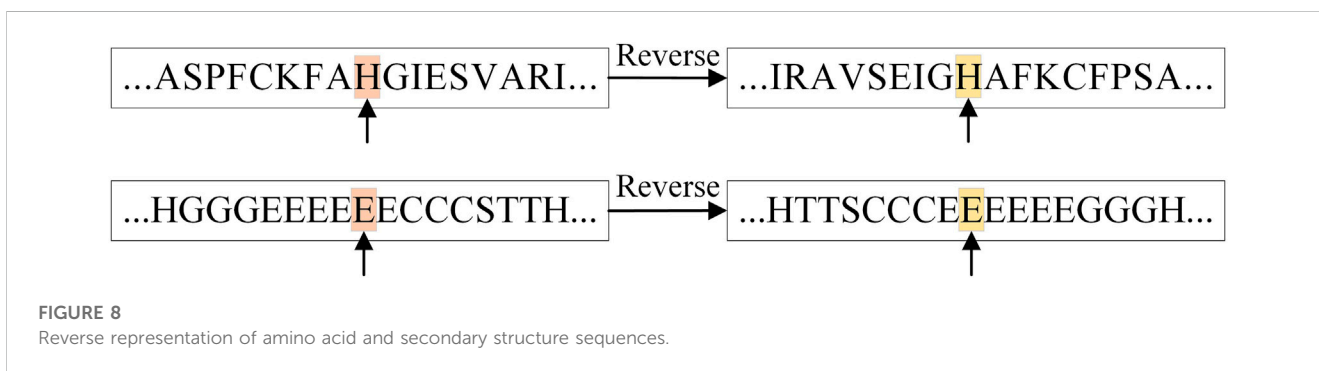 ...ASPFCKFAHGIESVARI... Reverse ...IRAVSEIGHAFKCFPSA...
...HGGGEEEEEECCCSTTH... Reverse ...HTTSCCCEEEEEEGGGH...
FIGURE 8
Reverse representation of amino acid and secondary structure sequences.